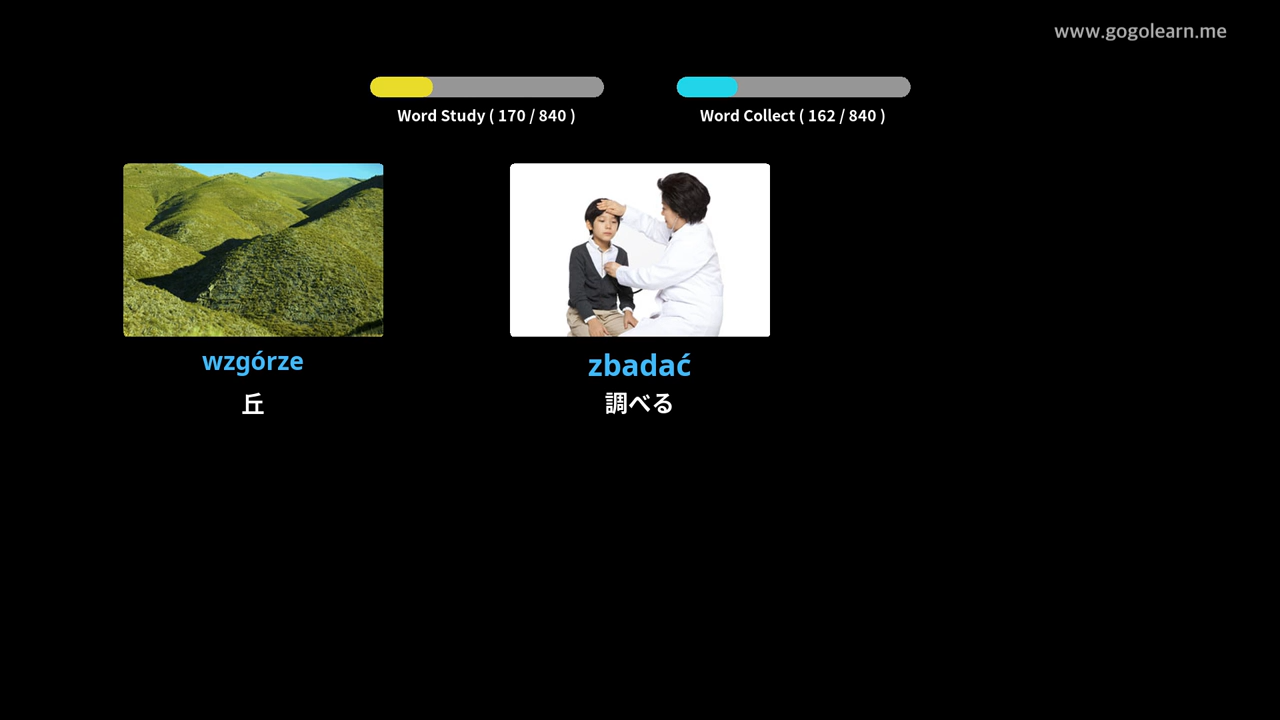 www.gogolearn.me
Word Study ( 170 / 840 )
Word Collect ( 162 / 840 )
wzgórze
丘
zbadać
調べる